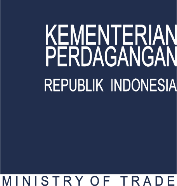 KEMENTERIAN
PERDAGANGAN
REPUBLIK INDONESIA
MINISTRY OF TRADE